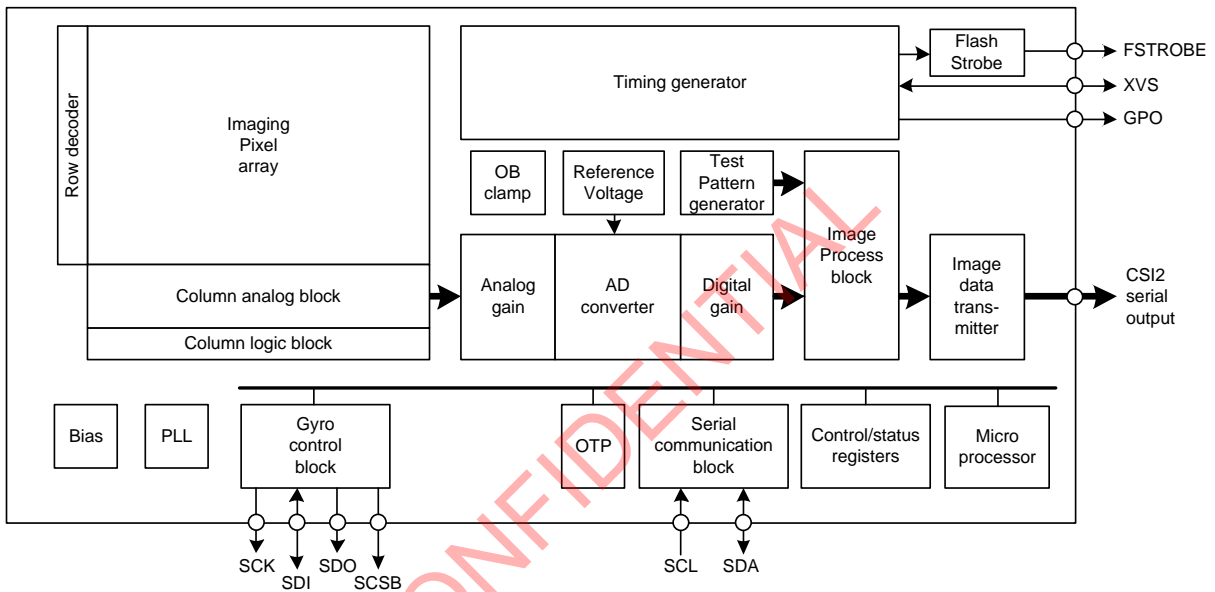 Row decoder
Imaging
Pixel
array
Column analog block
Column logic block
Timing generator
Flash
Strobe
FSTROBE
XVS
GPO
OB
clamp
Reference
Voltage
Test
Pattern
generator
Analog
gain
AD
converter
Digital
gain
Image
Process
block
Image
data
trans-
mitter
CSI2
serial
output
Bias
PLL
Gyro
control
block
OTP
Serial
communication
block
Control/status
registers
Micro
processor
SCK
SDI
SDO
SCSB
SCL
SDA
CONFIDENTIAL